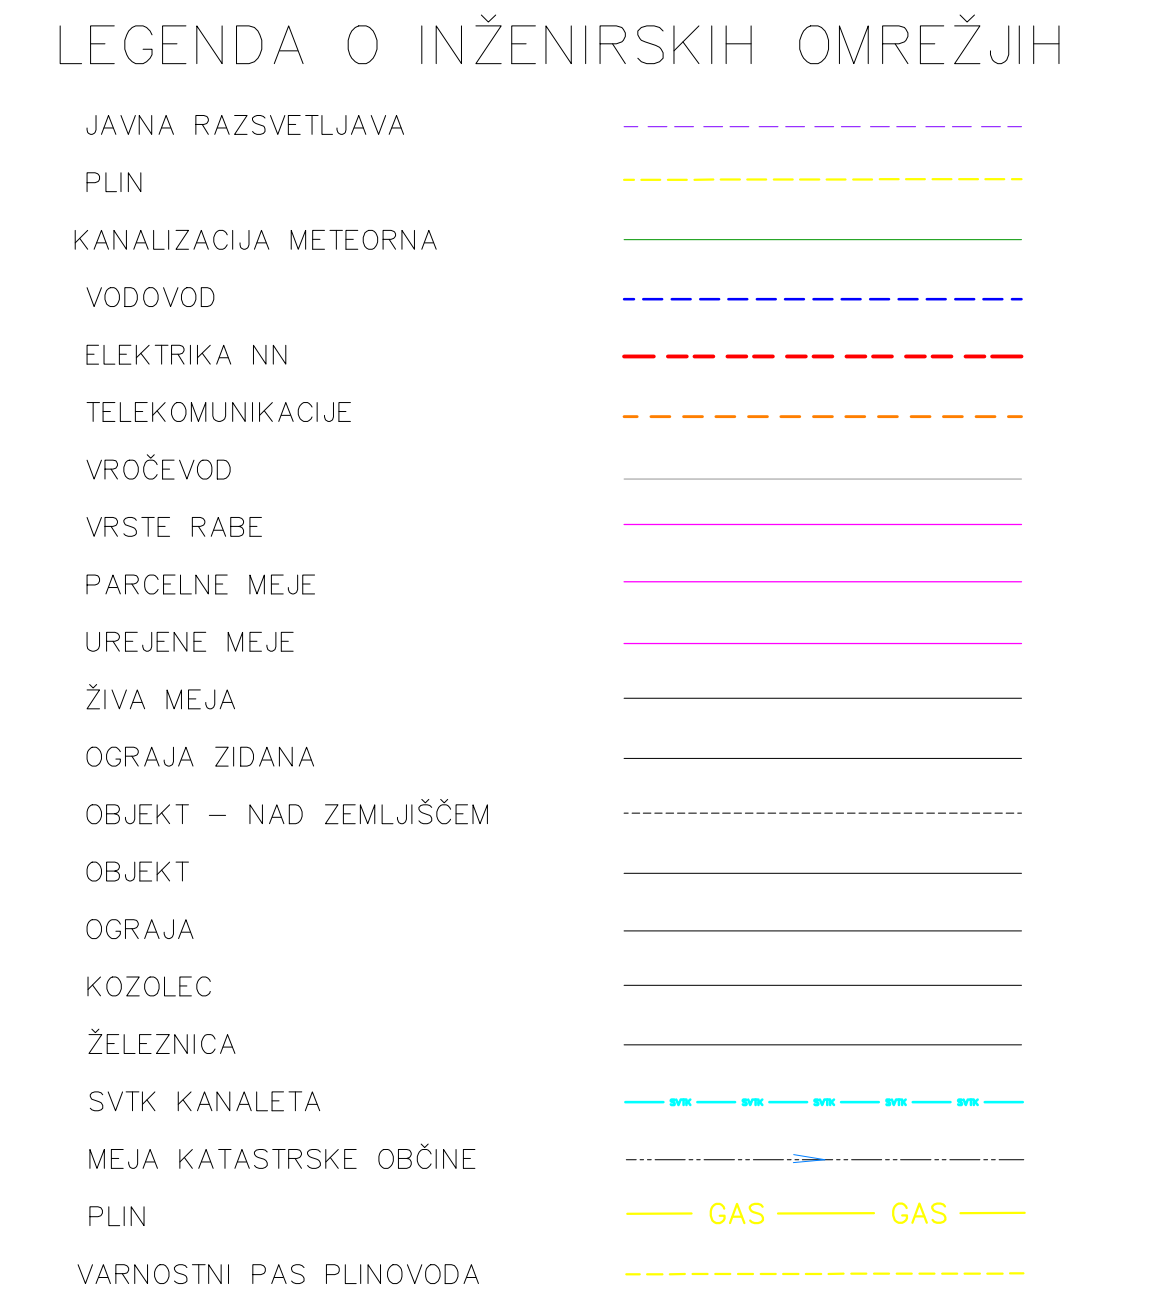 LEGENDA O INŽENIRSKIH OMREŽJIH
JAVNA RAZSVETLJAVA
PLIN
KANALIZACIJA METEORNA
VODOVOD
ELEKTRIKA NN
TELEKOMUNIKACIJE
VROČEVOD
VRSTE RABE
PARCELNE MEJE
UREJENE MEJE
ŽIVA MEJA
OGRAJA ZIDANA
OBJEKT – NAD ZEMLJIŠČEM
OBJEKT
OGRAJA
KOZOLEC
ŽELEZNICA
SVTK KANALETA SVTK SVTK SVTK SVTK SVTK
MEJA KATASTRSKE OBČINE
PLIN GAS GAS
VARNOSTNI PAS PLINOVODA